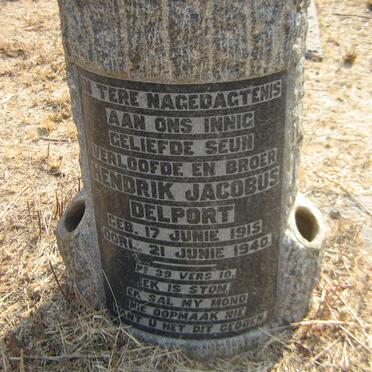 IN TERE NAGEDAGTENIS
AAN ONS INNIG
GELIEFDE SEUN
VERLOOFDE EN BROER
HENDRIK JACOBUS
DELPORT
GEB. 17 JUNIE 1915
OORL. 21 JUNIE 1940
PS 39 VERS 10.
EK IS STOM
EK SAL MY MOND
NIE OOPMAAK NIE
WANT U HET DIT GEDOEN